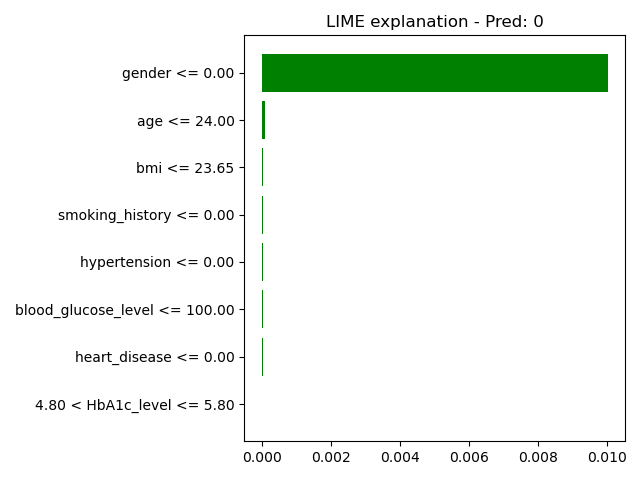 LIME explanation - Pred: 0
gender <= 0.00
age <= 24.00
bmi <= 23.65
smoking_history <= 0.00
hypertension <= 0.00
blood_glucose_level <= 100.00
heart_disease <= 0.00
4.80 < HbA1c_level <= 5.80
0.000 0.002 0.004 0.006 0.008 0.010